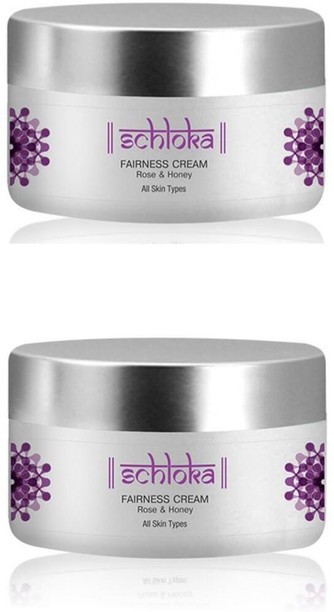 || schloka ||
FAIRNESS CREAM
Rose & Honey
All Skin Types
|| schloka ||
FAIRNESS CREAM
Rose & Honey
All Skin Types